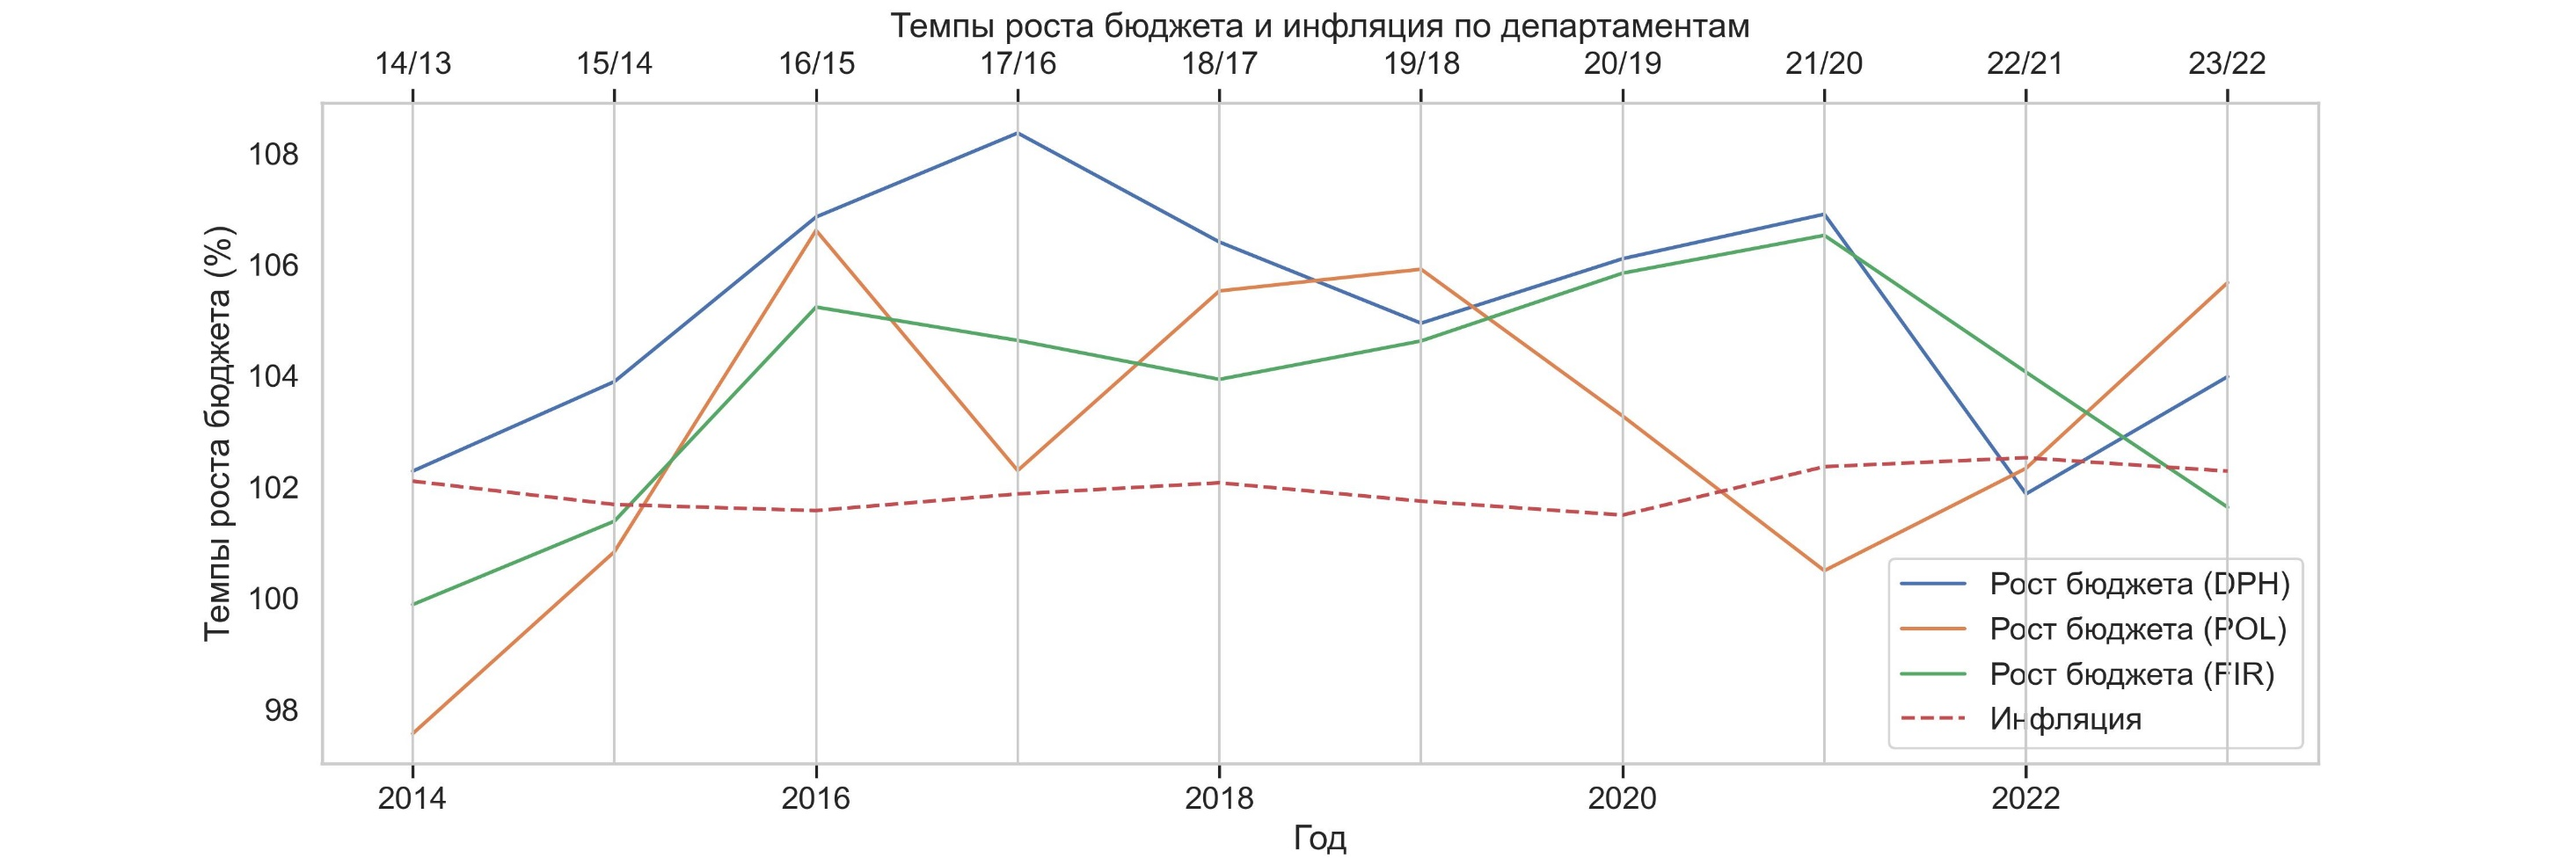 Темпы роста бюджета и инфляция по департаментам
14/13 15/14 16/15 17/16 18/17 19/18 20/19 21/20 22/21 23/22
Темпы роста бюджета (%)
108
106
104
102
100
98
Рост бюджета (DPH)
Рост бюджета (POL)
Рост бюджета (FIR)
Инфляция
2014 2016 2018 2020 2022
Год